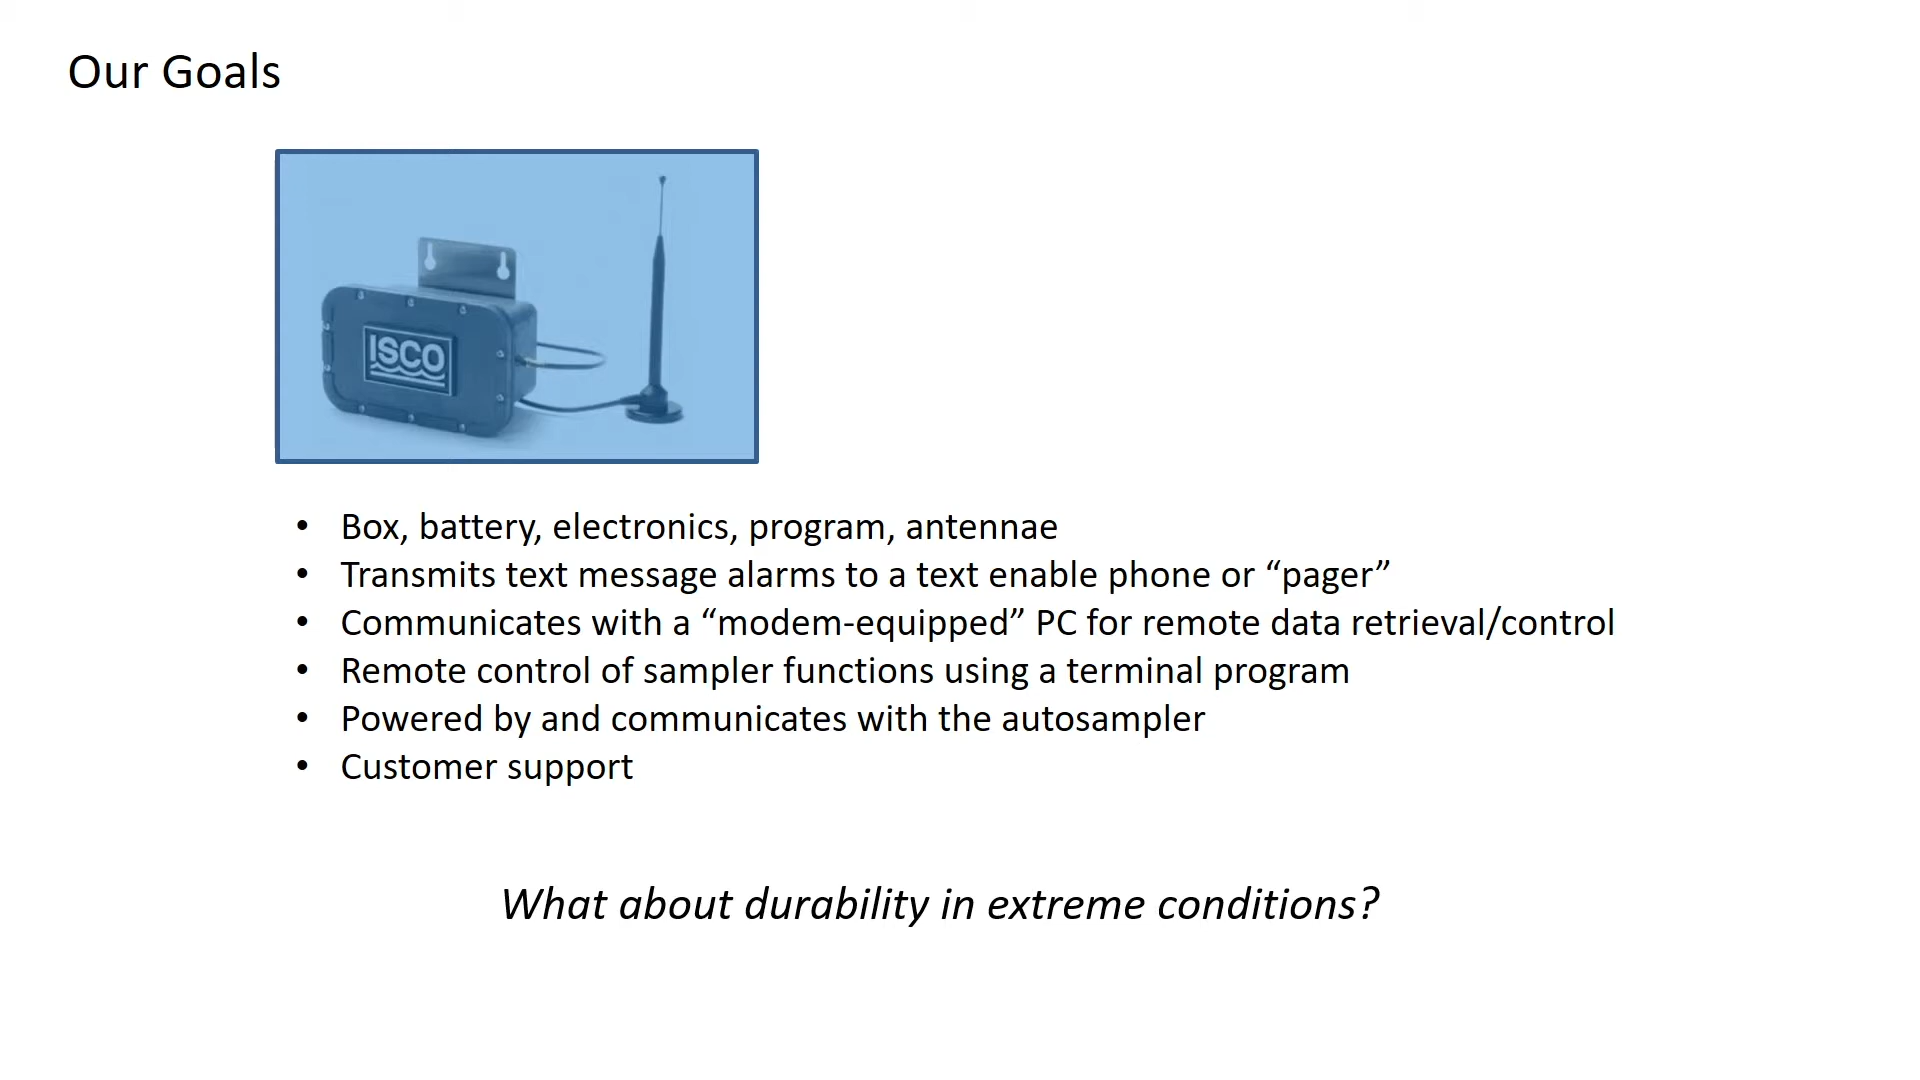 Our Goals
ISCO
• Box, battery, electronics, program, antennae
• Transmits text message alarms to a text enable phone or “pager”
• Communicates with a “modem-equipped” PC for remote data retrieval/control
• Remote control of sampler functions using a terminal program
• Powered by and communicates with the autosampler
• Customer support
What about durability in extreme conditions?